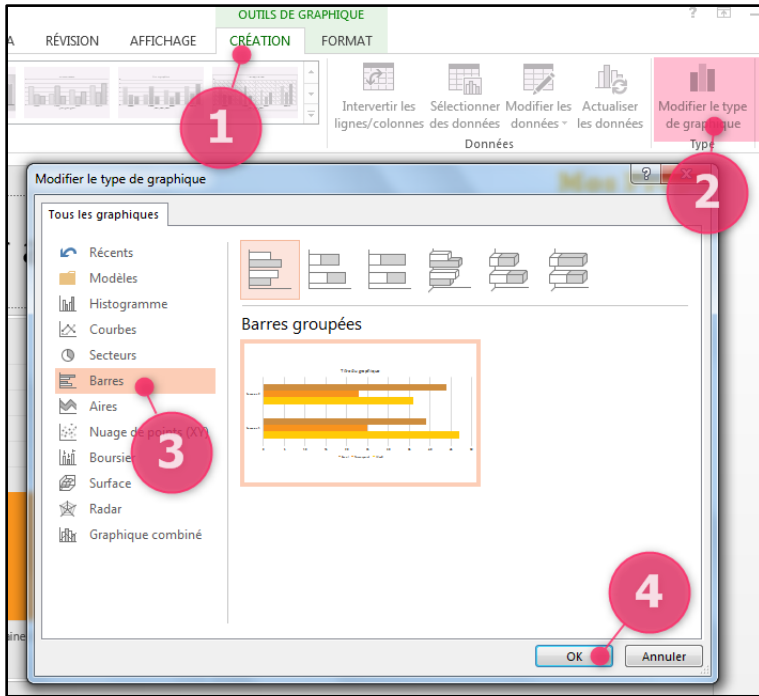 OUTILS DE GRAPHIQUE
?
A RÉVISION AFFICHAGE CRÉATION FORMAT
Intervertir les lignes/colonnes
Sélectionner des données
Modifier les données
Actualiser les données
Modifier le type de graphique
Données
Type
1
2
Modifier le type de graphique
?
Tous les graphiques
Récents
Modèles
Histogramme
Courbes
Secteurs
Barres
Aires
Nuage de points (XY)
Boursier
Surface
Radar
Graphique combiné
3
Barres groupées
Titre du graphique
4
OK
Annuler